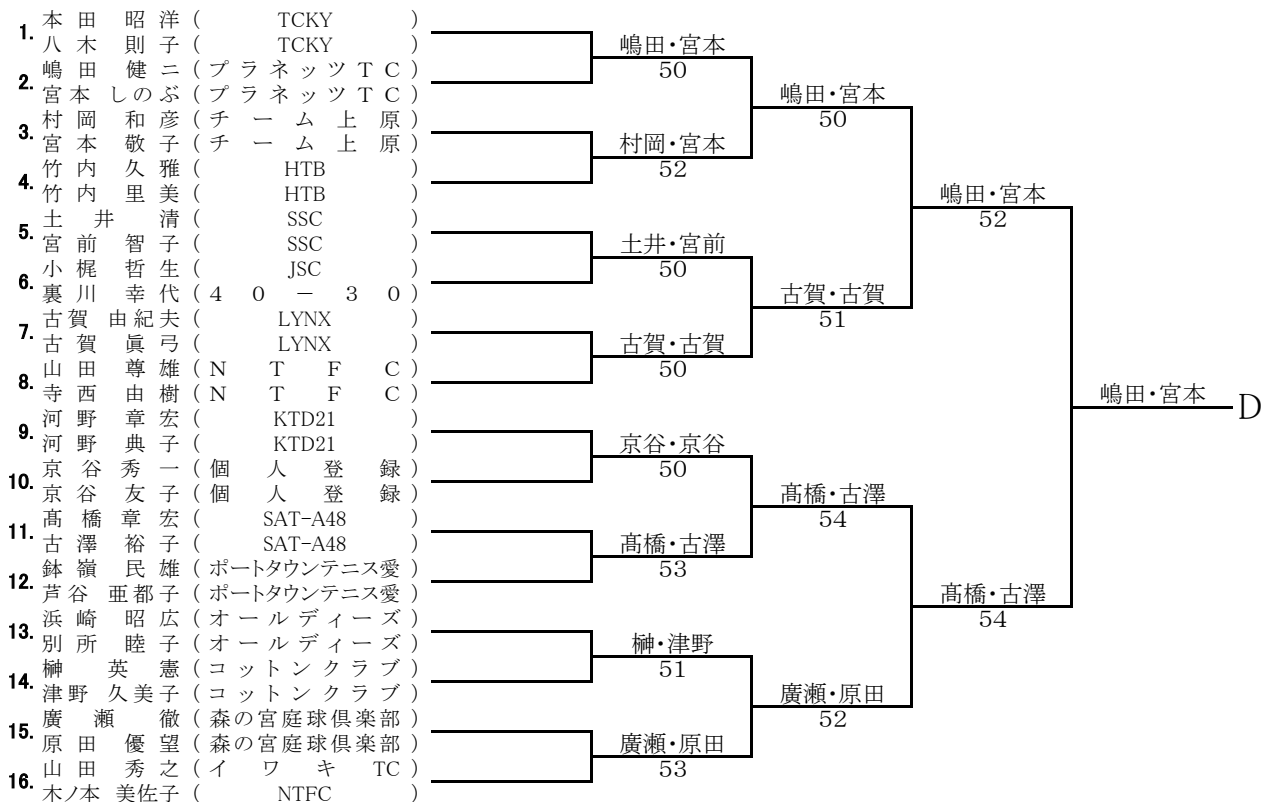 1. 本田 昭洋 ( TCKY )
八木 則子 ( TCKY )
2. 嶋田 健ニ ( プラネッツTC )
宮本 しのぶ ( プラネッツTC )
3. 村岡 和彦 ( チーム上原 )
宮本 敬子 ( チーム上原 )
4. 竹内 久雅 ( HTB )
竹内 里美 ( HTB )
5. 土井 清 ( SSC )
宮前 智子 ( SSC )
6. 小梶 哲生 ( JSC )
裏川 幸代 ( 40－30 )
7. 古賀 由紀夫 ( LYNX )
古賀 眞弓 ( LYNX )
8. 山田 尊雄 ( NTFC )
寺西 由樹 ( NTFC )
9. 河野 章宏 ( KTD21 )
河野 典子 ( KTD21 )
10. 京谷 秀一 ( 個人登録 )
京谷 友子 ( 個人登録 )
11. 髙橋 章宏 ( SAT-A48 )
古澤 裕子 ( SAT-A48 )
12. 鉢嶺 民雄 ( ポートタウンテニス愛 )
芦谷 亜都子 ( ポートタウンテニス愛 )
13. 浜崎 昭広 ( オールディーズ )
別所 睦子 ( オールディーズ )
14. 榊 英憲 ( コットンクラブ )
津野 久美子 ( コットンクラブ )
15. 廣瀬 徹 ( 森の宮庭球倶楽部 )
原田 優望 ( 森の宮庭球倶楽部 )
16. 山田 秀之 ( イワキTC )
木ノ本 美佐子 ( NTFC )
嶋田・宮本
50
村岡・宮本
52
土井・宮前
50
古賀・古賀
50
京谷・京谷
50
髙橋・古澤
53
榊・津野
51
廣瀬・原田
53
嶋田・宮本
50
古賀・古賀
51
髙橋・古澤
54
廣瀬・原田
52
嶋田・宮本
52
髙橋・古澤
54
嶋田・宮本
D